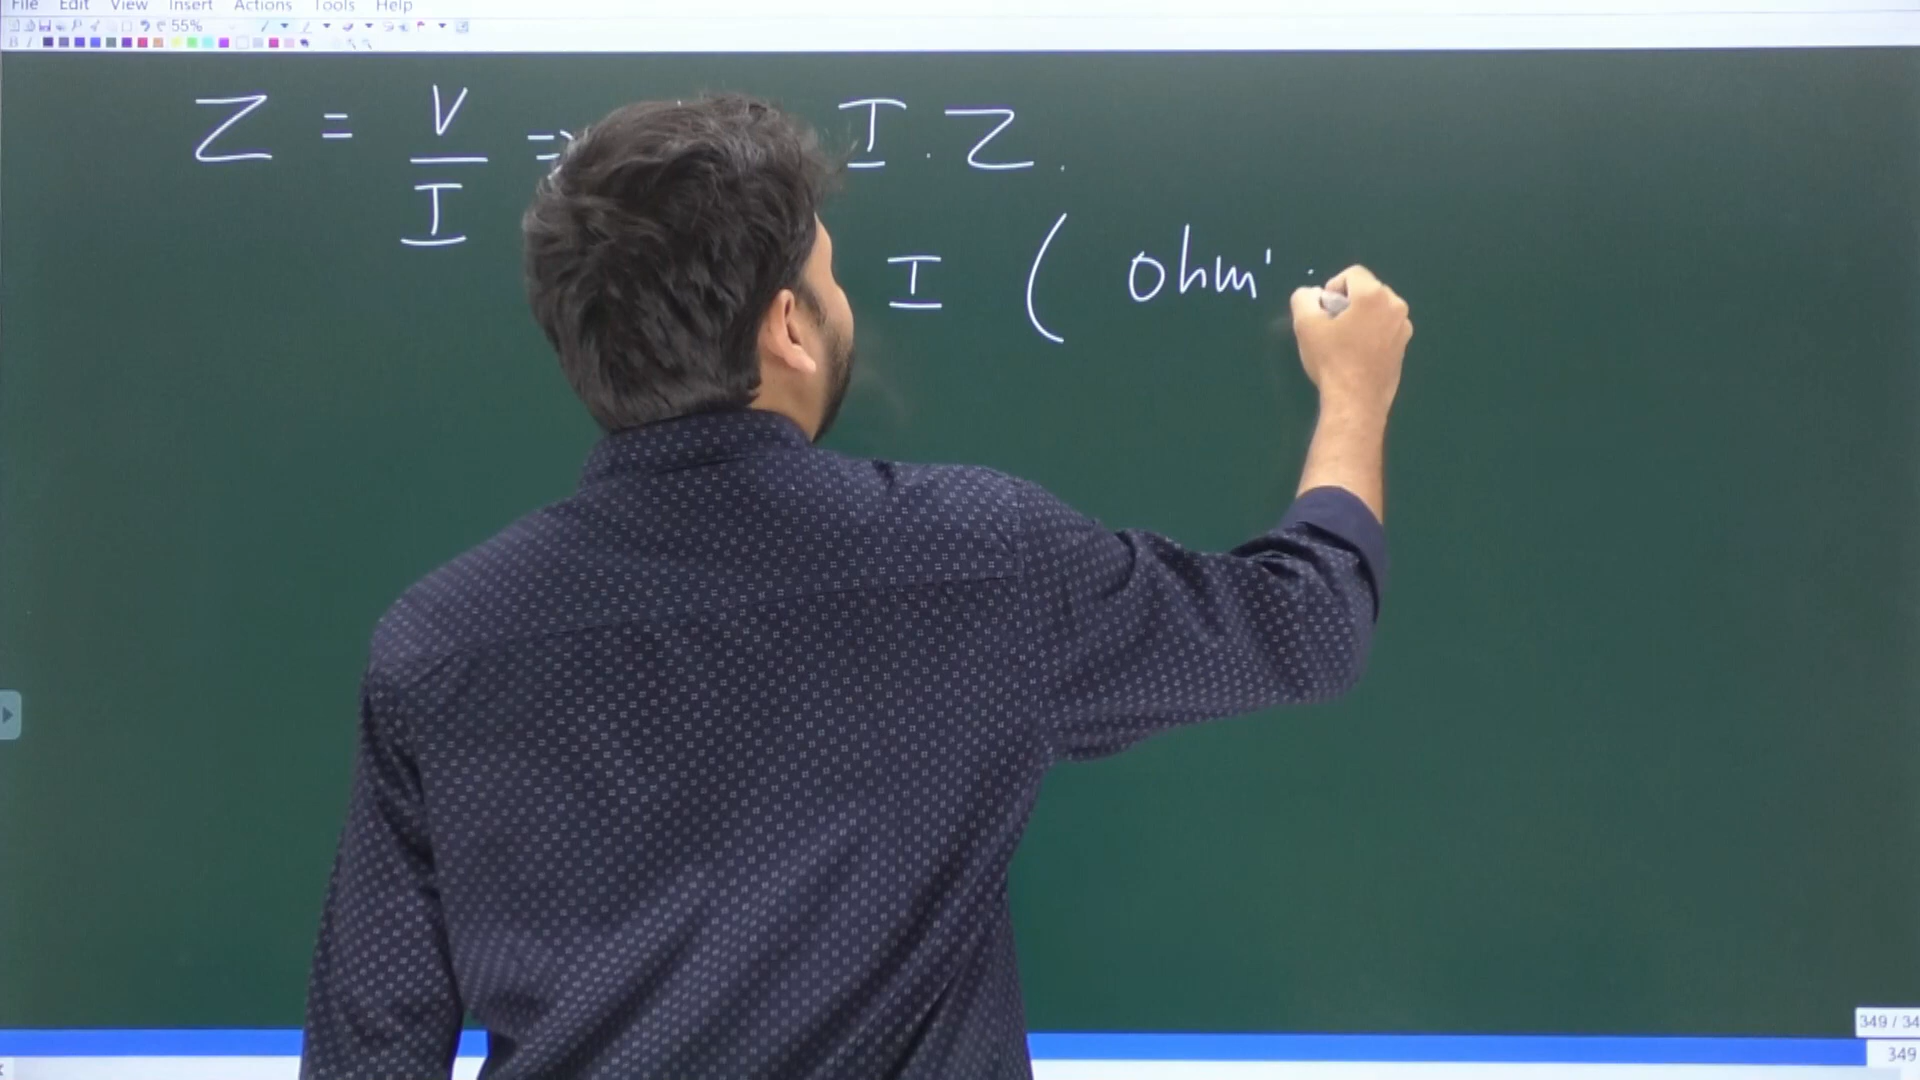 File Edit View Insert Actions Tools Help
55%
Z = V/I => I . Z .
I ( Ohm'
349 / 34
349